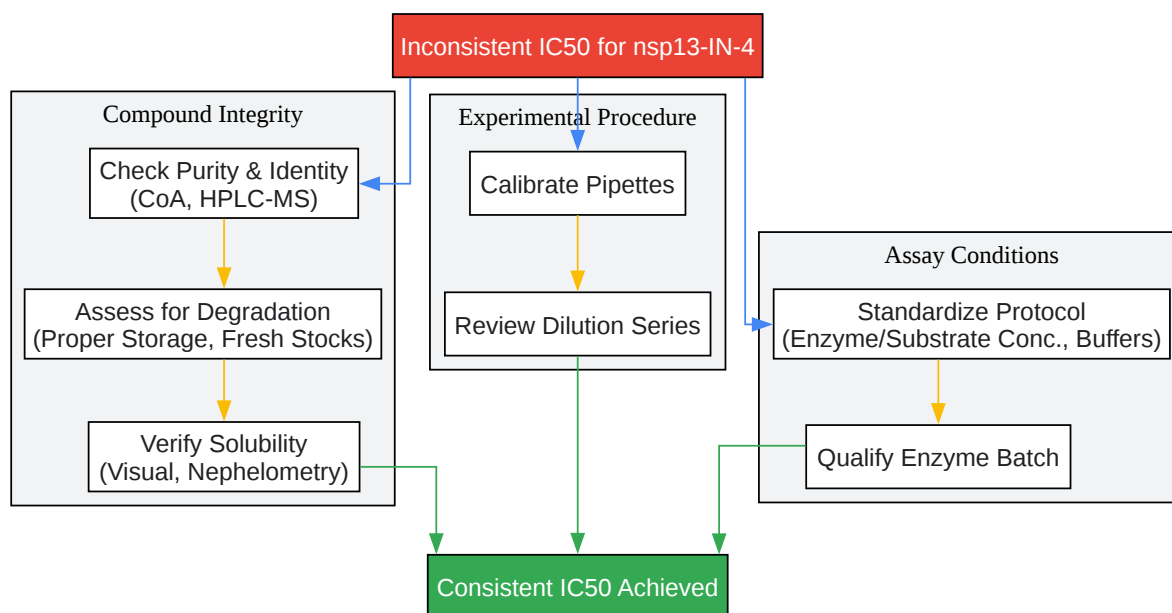 Inconsistent IC50 for nsp13-IN-4
Compound Integrity
Check Purity & Identity
(CoA, HPLC-MS)
Assess for Degradation
(Proper Storage, Fresh Stocks)
Verify Solubility
(Visual, Nephelometry)
Experimental Procedure
Calibrate Pipettes
Review Dilution Series
Assay Conditions
Standardize Protocol
(Enzyme/Substrate Conc., Buffers)
Qualify Enzyme Batch
Consistent IC50 Achieved